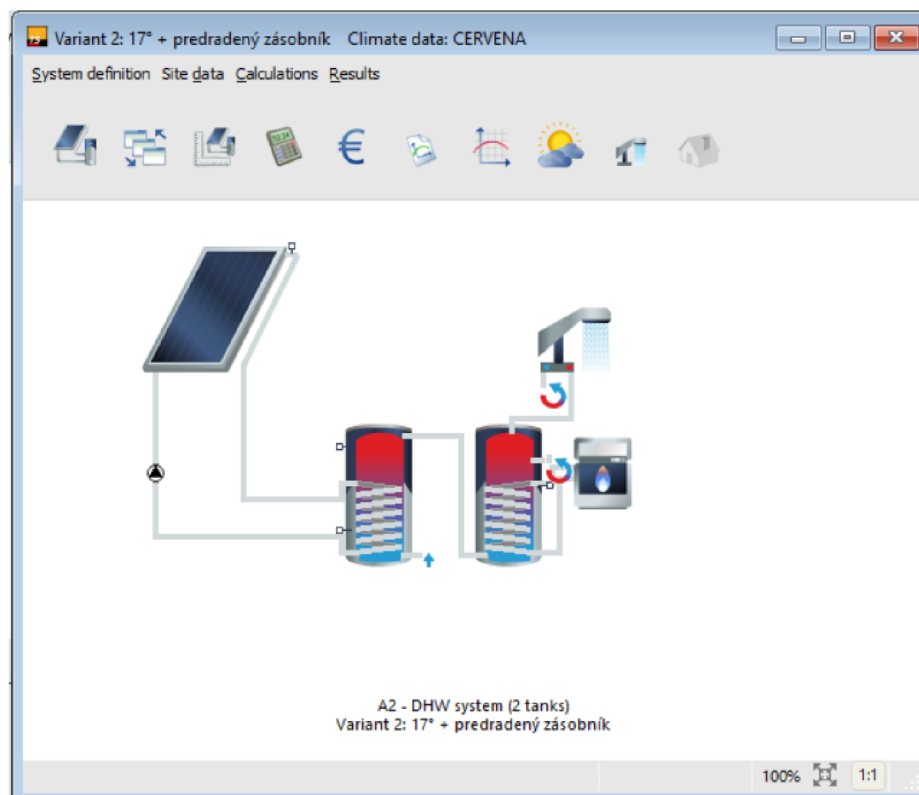 TS
Variant 2: 17° + predradený zásobník Climate data: CERVENA
System definition Site data Calculations Results
€
A2 - DHW system (2 tanks)
Variant 2: 17° + predradený zásobník
100% 1:1